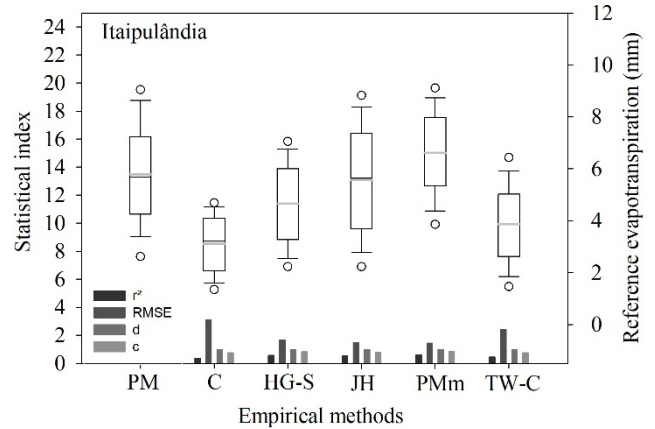 Itaipulândia
Statistical index
24
22
20
18
16
14
12
10
8
6
4
2
0
12
10
8
6
4
2
0
Reference evapotranspiration (mm)
r²
RMSE
d
c
PM C HG-S JH PMm TW-C
Empirical methods